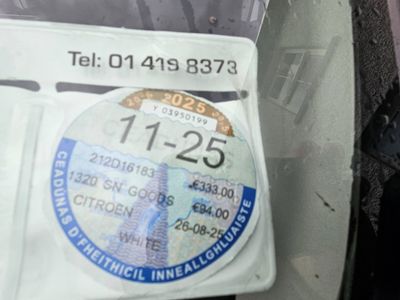 Tel: 01 419 8373
2025
Y 03950199
11-25
212D16183
€333.00
1320 SN GOODS
€94.00
CITROEN
26-08-25
WHITE
CEADÚNAS D'FHEITHICIL INNEALLGHLUAISTE